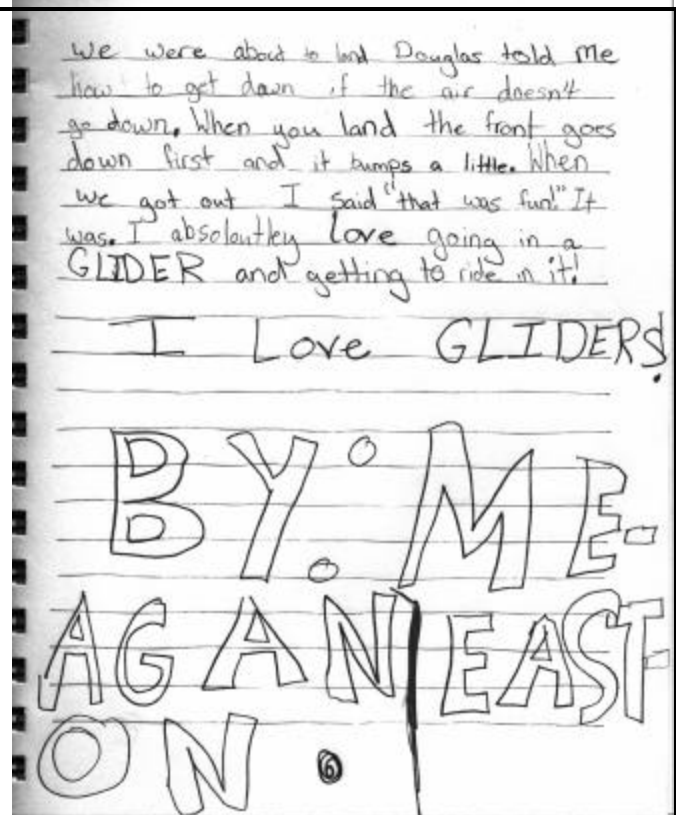 we were about to land Douglas told me
how to get down if the air doesn't
go down. When you land the front goes
down first and it bumps a little. When
we got out I said "that was fun!" It
was. I absoloutley love going in a
GLIDER and getting to ride in it!
I Love GLIDERS!
BY: ME-
AGAN EAST-
ON
6